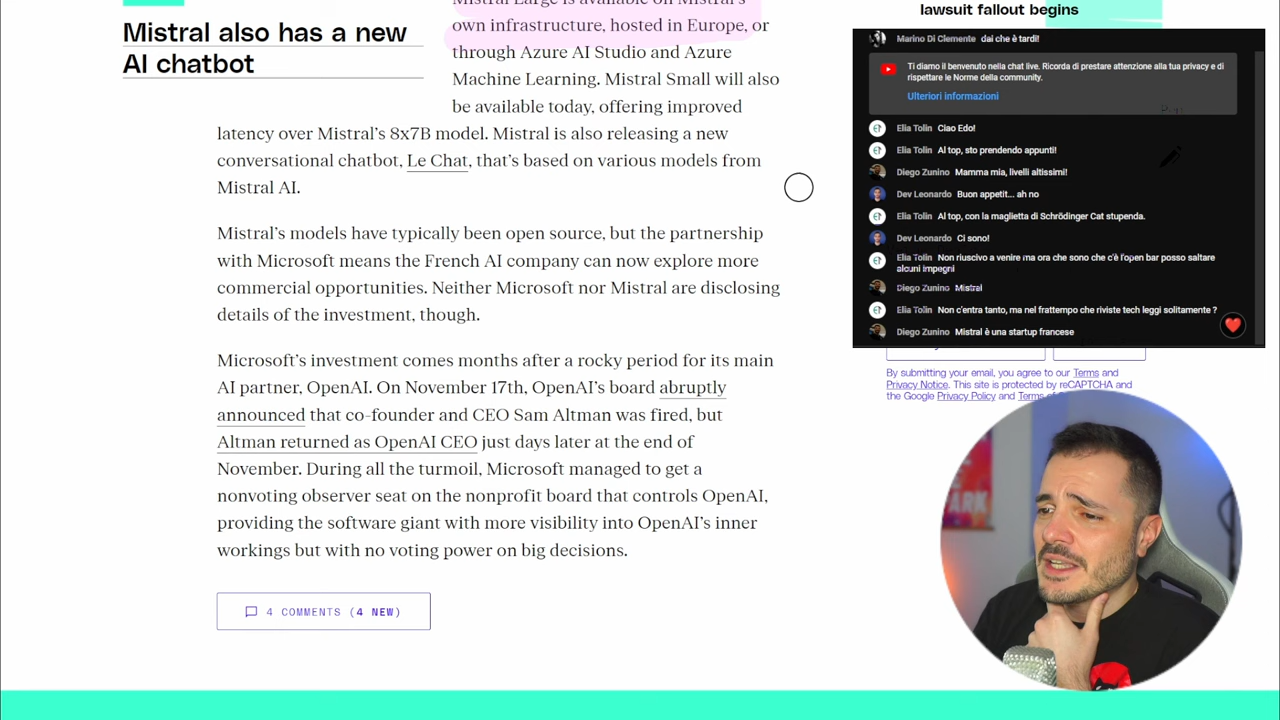 Mistral also has a new
AI chatbot
Mistral Large is available on Mistral's
own infrastructure, hosted in Europe, or
through Azure AI Studio and Azure
Machine Learning. Mistral Small will also
be available today, offering improved
latency over Mistral's 8x7B model. Mistral is also releasing a new
conversational chatbot, Le Chat, that's based on various models from
Mistral AI.
Mistral's models have typically been open source, but the partnership
with Microsoft means the French AI company can now explore more
commercial opportunities. Neither Microsoft nor Mistral are disclosing
details of the investment, though.
Microsoft's investment comes months after a rocky period for its main
AI partner, OpenAI. On November 17th, OpenAI's board abruptly
announced that co-founder and CEO Sam Altman was fired, but
Altman returned as OpenAI CEO just days later at the end of
November. During all the turmoil, Microsoft managed to get a
nonvoting observer seat on the nonprofit board that controls OpenAI,
providing the software giant with more visibility into OpenAI's inner
workings but with no voting power on big decisions.
4 COMMENTS (4 NEW)
lawsuit fallout begins
Marino Di Clemente dai che è tardi!
Ti diamo il benvenuto nella chat live. Ricorda di prestare attenzione alla tua privacy e di
rispettare le Norme della community.
Ulteriori informazioni
Elia Tolin Ciao Edo!
Elia Tolin Al top, sto prendendo appunti!
Diego Zunino Mamma mia, livelli altissimi!
Dev Leonardo Buon appetit... ah no
Elia Tolin Al top, con la maglietta di Schrödinger Cat stupenda.
Dev Leonardo Ci sono!
Elia Tolin Non riuscivo a venire ma ora che sono che c'è l'open bar posso saltare
alcuni impegni
Diego Zunino Mistral
Elia Tolin Non c'entra tanto, ma nel frattempo che riviste tech leggi solitamente ?
Diego Zunino Mistral è una startup francese
By submitting your email, you agree to our Terms and
Privacy Notice. This site is protected by reCAPTCHA and
the Google Privacy Policy and Terms of